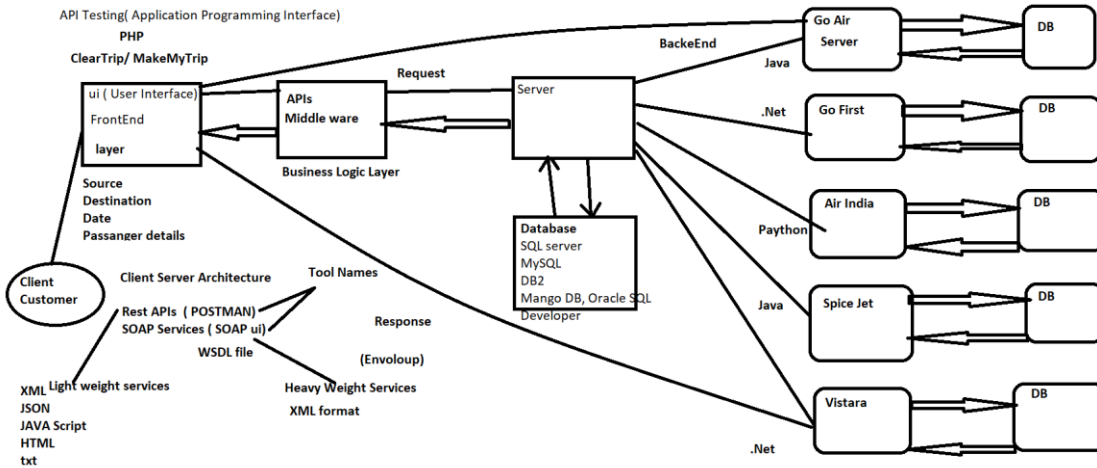 API Testing( Application Programming Interface)
PHP
ClearTrip/ MakeMyTrip
ui ( User Interface)
FrontEnd
layer
Source
Destination
Date
Passanger details
Client
Customer
Request
APIs
Middle ware
Business Logic Layer
Server
Database
SQL server
MySQL
DB2
Mango DB, Oracle SQL
Developer
BackeEnd
Java
Go Air
Server
DB
.Net
Go First
DB
Paython
Air India
DB
Java
Spice Jet
DB
.Net
Vistara
DB
Client Server Architecture
Tool Names
Rest APIs ( POSTMAN)
SOAP Services ( SOAP ui)
WSDL file
Response
(Envoloup)
Light weight services
XML
JSON
JAVA Script
HTML
txt
Heavy Weight Services
XML format